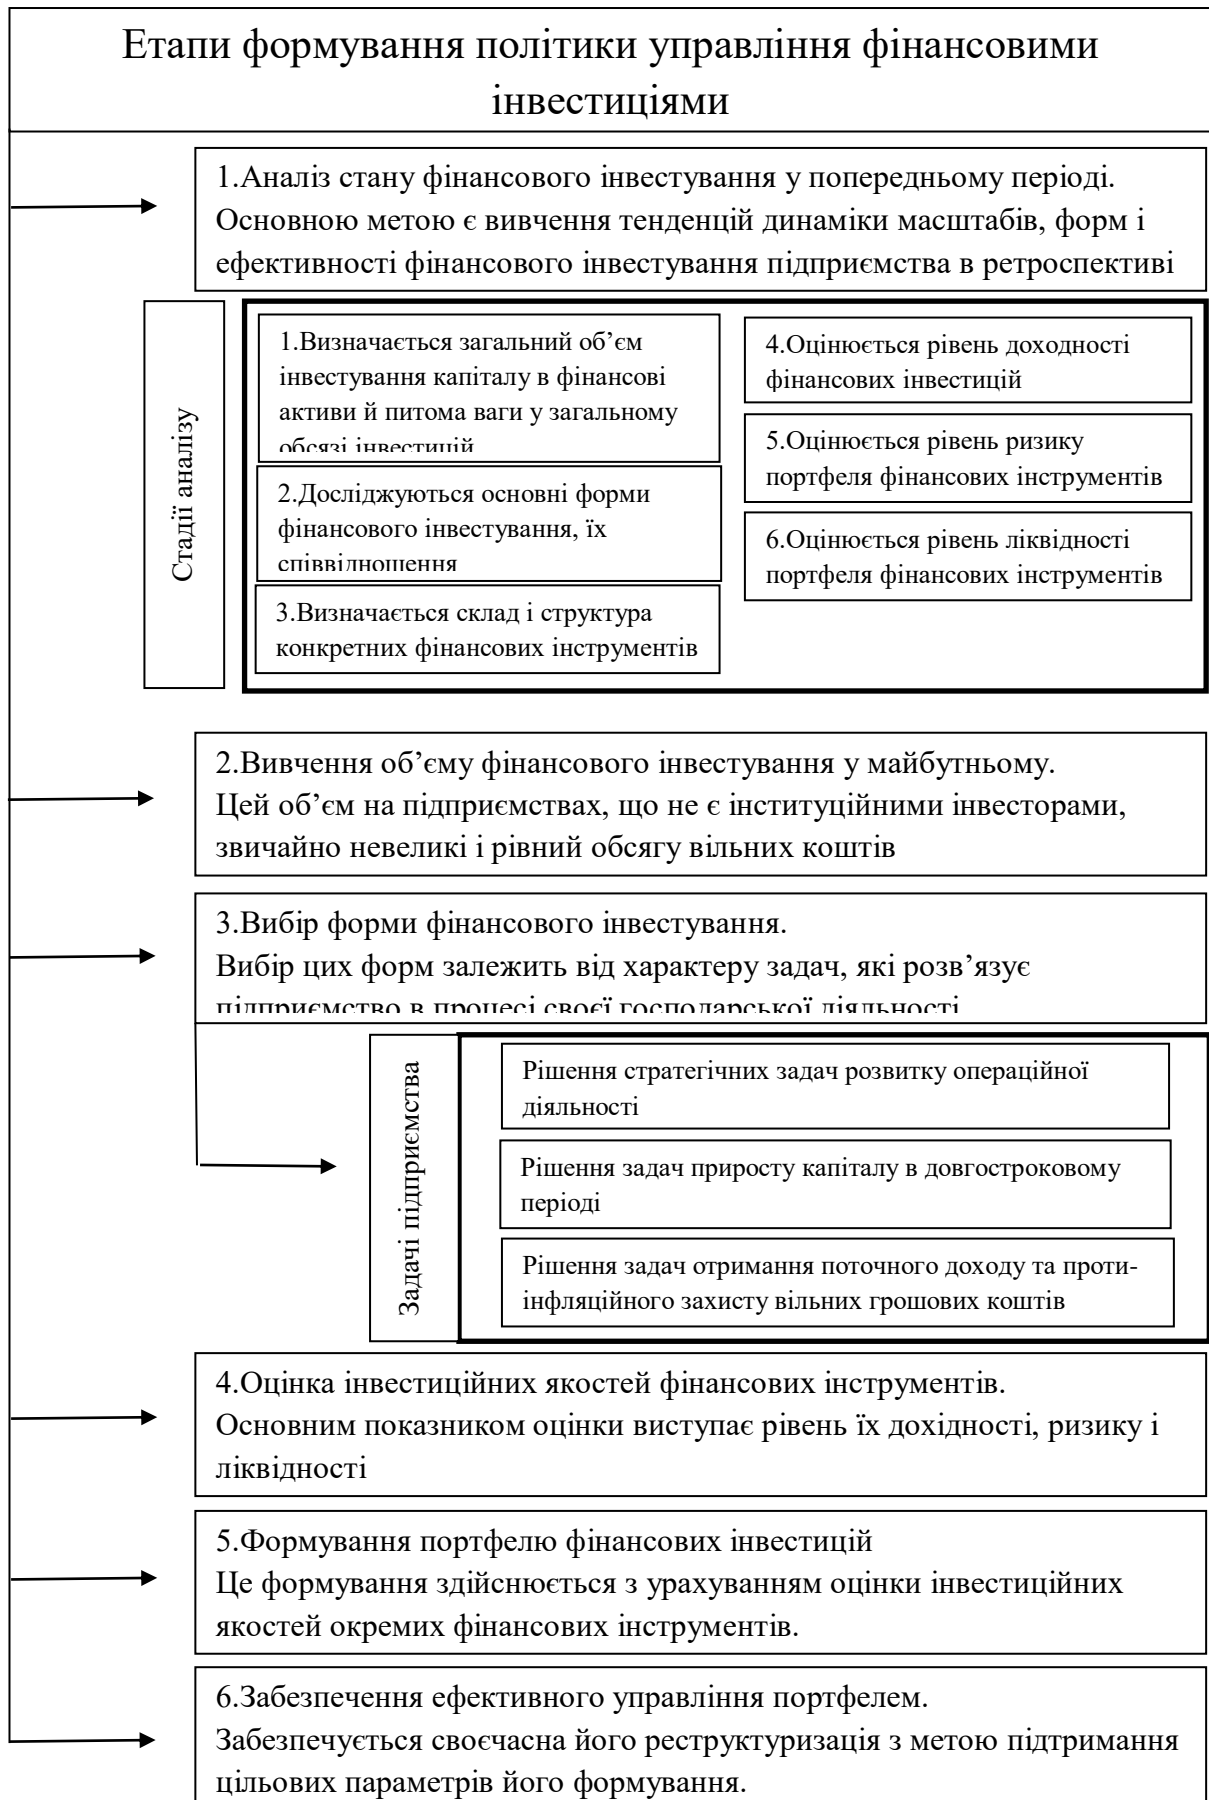 Етапи формування політики управління фінансовими
інвестиціями
1.Аналіз стану фінансового інвестування у попередньому періоді.
Основною метою є вивчення тенденцій динаміки масштабів, форм і
ефективності фінансового інвестування підприємства в ретроспективі
Стадії аналізу
1.Визначається загальний об’єм
інвестування капіталу в фінансові
активи й питома ваги у загальному
обсязі інвестицій
2.Досліджуються основні форми
фінансового інвестування, їх
співвідношення
3.Визначається склад і структура
конкретних фінансових інструментів
4.Оцінюється рівень доходності
фінансових інвестицій
5.Оцінюється рівень ризику
портфеля фінансових інструментів
6.Оцінюється рівень ліквідності
портфеля фінансових інструментів
2.Вивчення об’єму фінансового інвестування у майбутньому.
Цей об’єм на підприємствах, що не є інституційними інвесторами,
звичайно невеликі і рівний обсягу вільних коштів
3.Вибір форми фінансового інвестування.
Вибір цих форм залежить від характеру задач, які розв’язує
підприємство в процесі своєї господарської діяльності
Задачі підприємства
Рішення стратегічних задач розвитку операційної
діяльності
Рішення задач приросту капіталу в довгостроковому
періоді
Рішення задач отримання поточного доходу та проти-
інфляційного захисту вільних грошових коштів
4.Оцінка інвестиційних якостей фінансових інструментів.
Основним показником оцінки виступає рівень їх дохідності, ризику і
ліквідності
5.Формування портфелю фінансових інвестицій
Це формування здійснюється з урахуванням оцінки інвестиційних
якостей окремих фінансових інструментів.
6.Забезпечення ефективного управління портфелем.
Забезпечується своєчасна його реструктуризація з метою підтримання
цільових параметрів його формування.